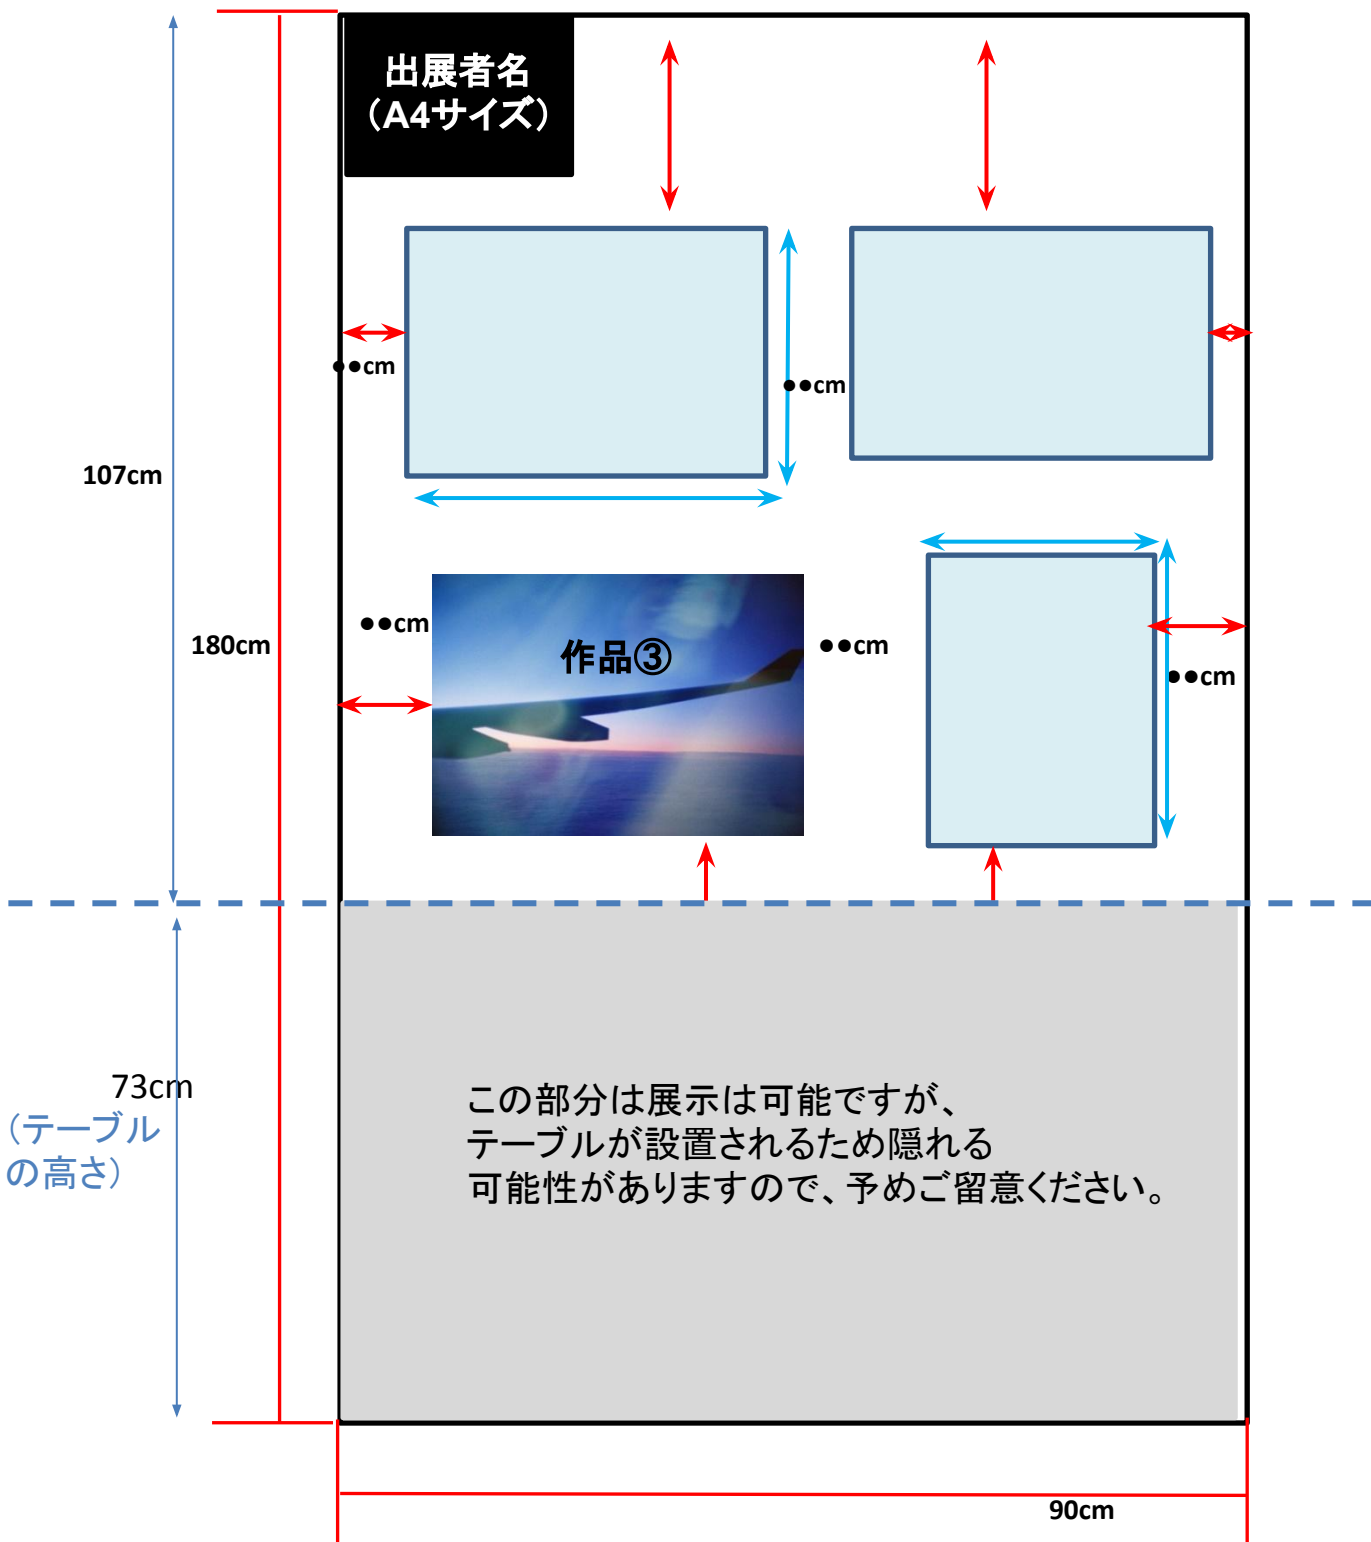 出展者名
（A4サイズ）
●●cm
●●cm
107cm
●●cm
作品③
●●cm
180cm
●●cm
73cm
（テーブル
の高さ）
この部分は展示は可能ですが、
テーブルが設置されるため隠れる
可能性がありますので、予めご留意ください。
90cm